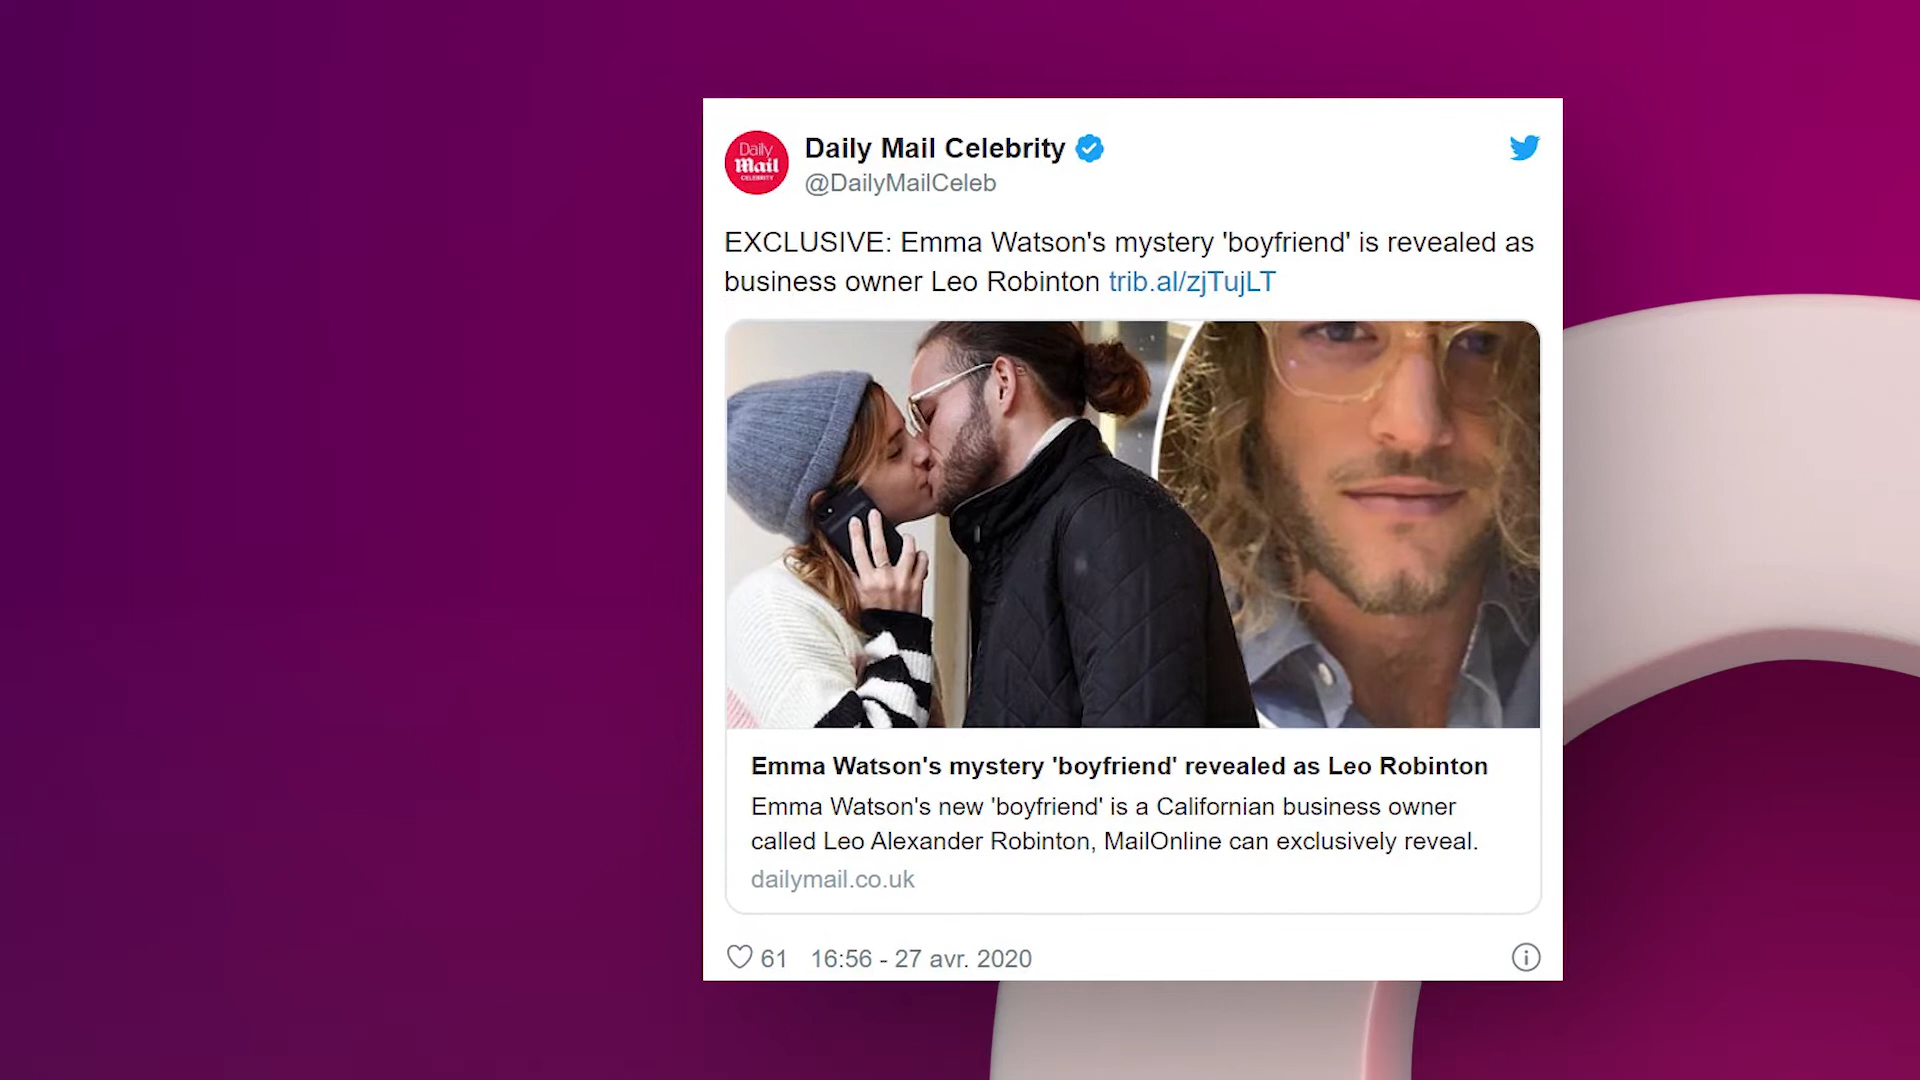 Daily
Mail
CELEBRITY
Daily Mail Celebrity
@DailyMailCeleb
EXCLUSIVE: Emma Watson's mystery 'boyfriend' is revealed as
business owner Leo Robinton trib.al/zjTujLT
Emma Watson's mystery 'boyfriend' revealed as Leo Robinton
Emma Watson's new 'boyfriend' is a Californian business owner
called Leo Alexander Robinton, MailOnline can exclusively reveal.
dailymail.co.uk
61 16:56 - 27 avr. 2020